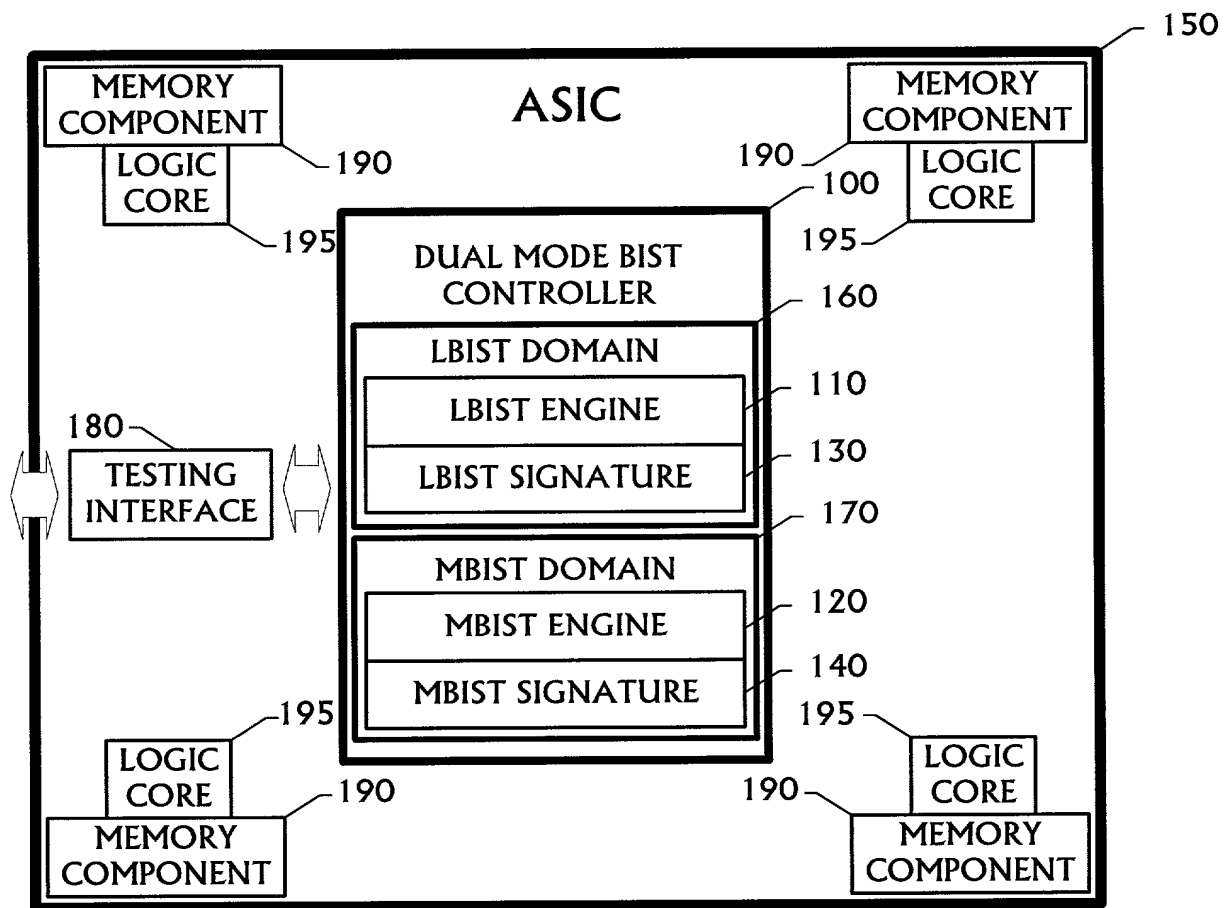 150
MEMORY
COMPONENT
ASIC
MEMORY
COMPONENT
190
190
LOGIC
CORE
LOGIC
CORE
100
195
195
DUAL MODE BIST
CONTROLLER
160
LBIST DOMAIN
110
LBIST ENGINE
180
130
TESTING
INTERFACE
LBIST SIGNATURE
170
MBIST DOMAIN
120
MBIST ENGINE
140
MBIST SIGNATURE
195
195
LOGIC
CORE
LOGIC
CORE
190
190
MEMORY
COMPONENT
MEMORY
COMPONENT